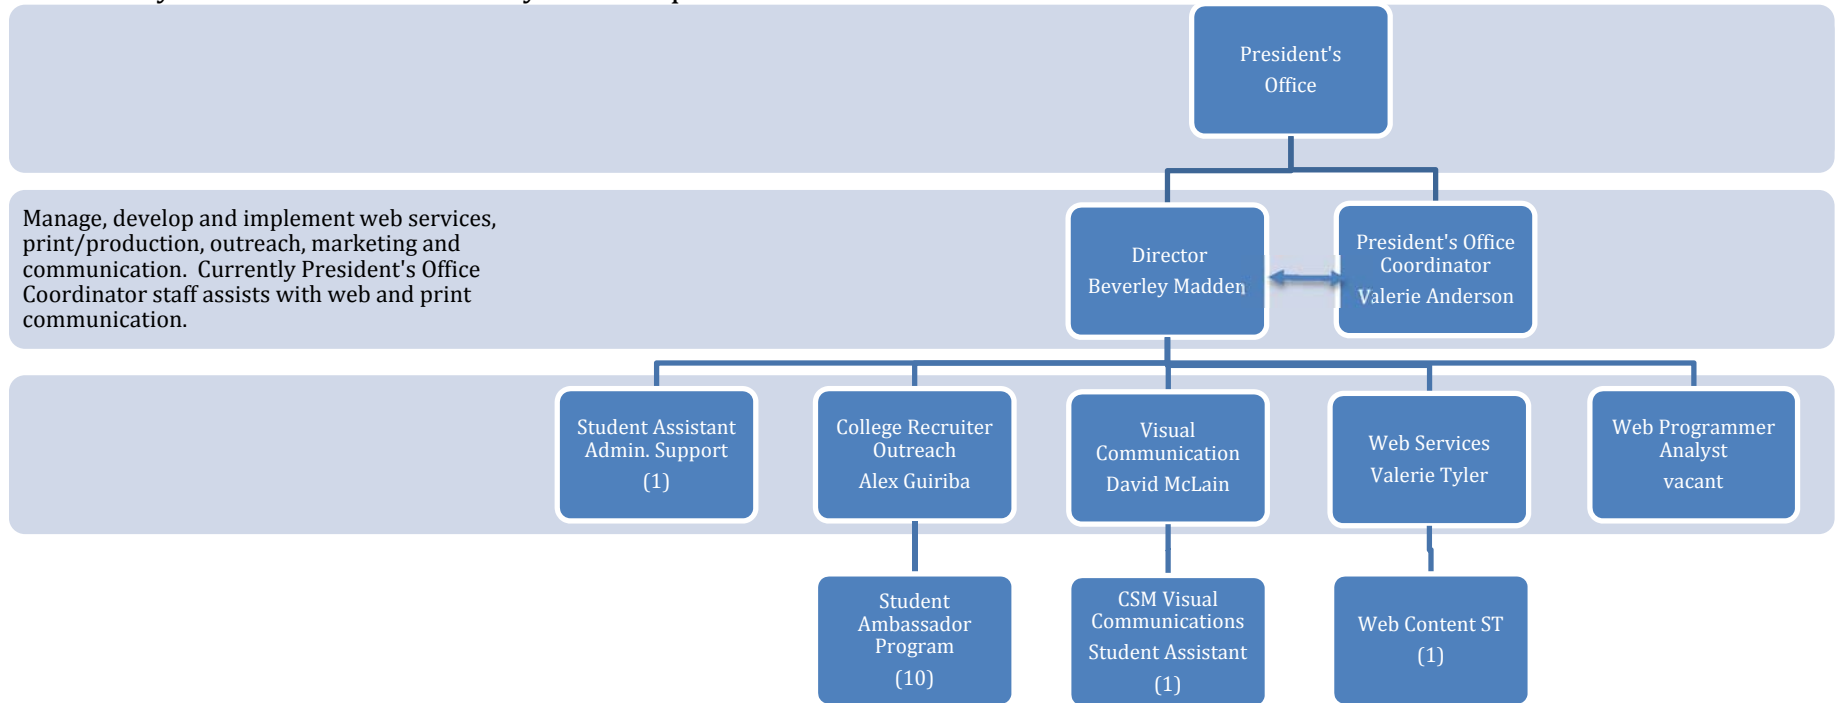 President's
Office
Manage, develop and implement web services,
print/production, outreach, marketing and
communication.  Currently President's Office
Coordinator staff assists with web and print
communication.
Director
Beverley Madden
President's Office
Coordinator
Valerie Anderson
Student Assistant
Admin. Support
(1)
College Recruiter
Outreach
Alex Guiriba
Visual
Communication
David McLain
Web Services
Valerie Tyler
Web Programmer
Analyst
vacant
Student
Ambassador
Program
(10)
CSM Visual
Communications
Student Assistant
(1)
Web Content ST
(1)